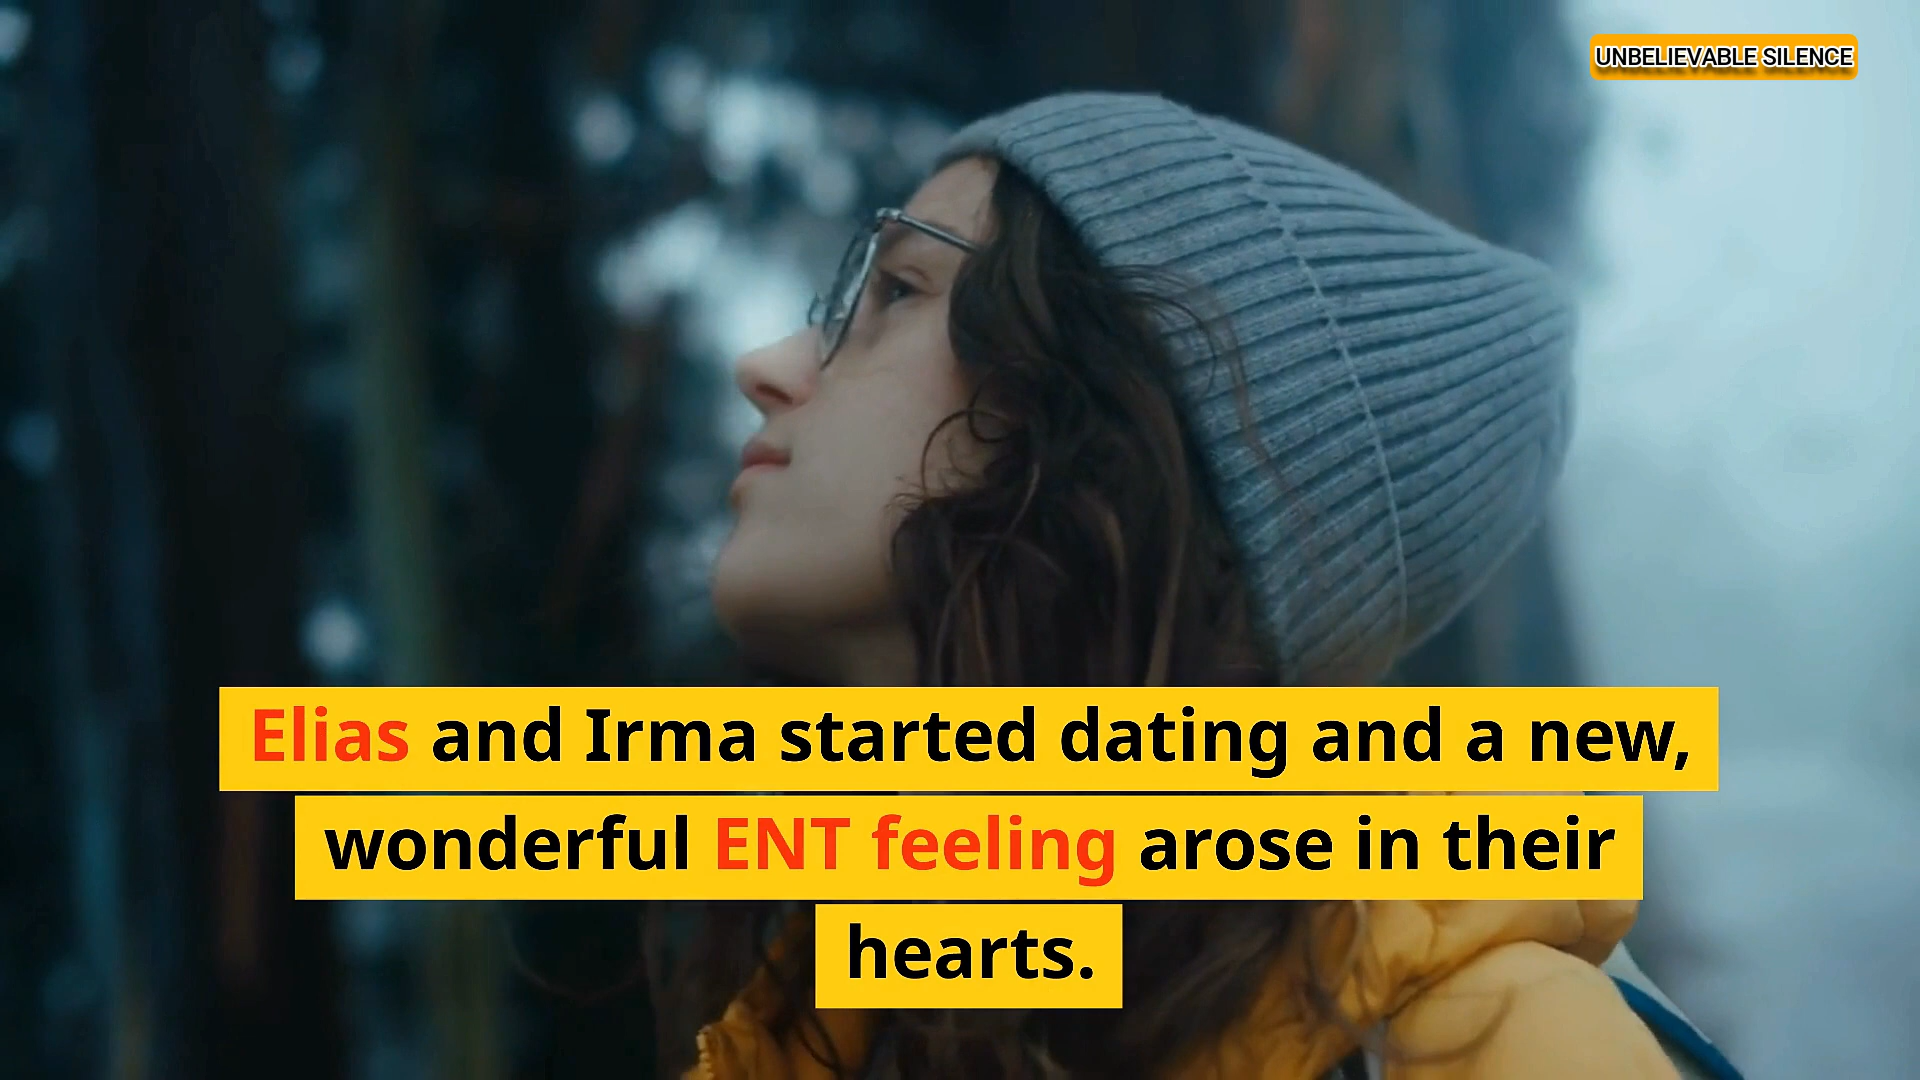 UNBELIEVABLE SILENCE
Elias and Irma started dating and a new,
wonderful ENT feeling arose in their
hearts.